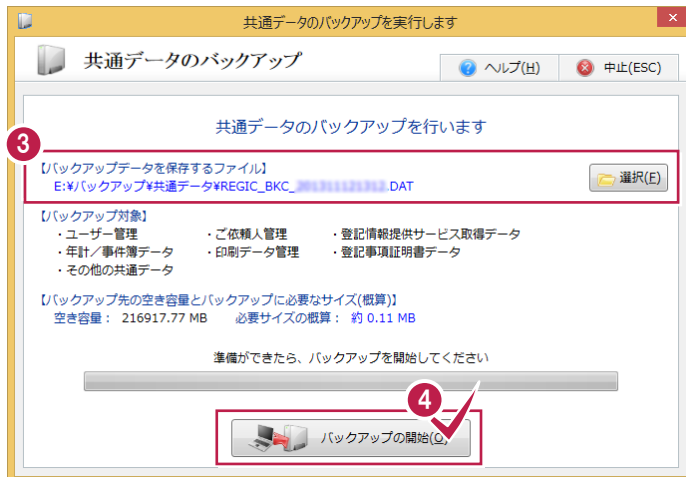 共通データのバックアップを実行します
共通データのバックアップ
ヘルプ(H)
中止(ESC)
共通データのバックアップを行います
3
【バックアップデータを保存するファイル】
E:¥バックアップ¥共通データ¥REGIC_BKC_ .DAT
選択(F)
【バックアップ対象】
・ユーザー管理 ・ご依頼人管理 ・登記情報提供サービス取得データ
・年計/事件簿データ ・印刷データ管理 ・登記事項証明書データ
・その他の共通データ
【バックアップ先の空き容量とバックアップに必要なサイズ(概算)】
空き容量： 216917.77 MB 必要サイズの概算： 約 0.11 MB
準備ができたら、バックアップを開始してください
4
バックアップの開始(O)